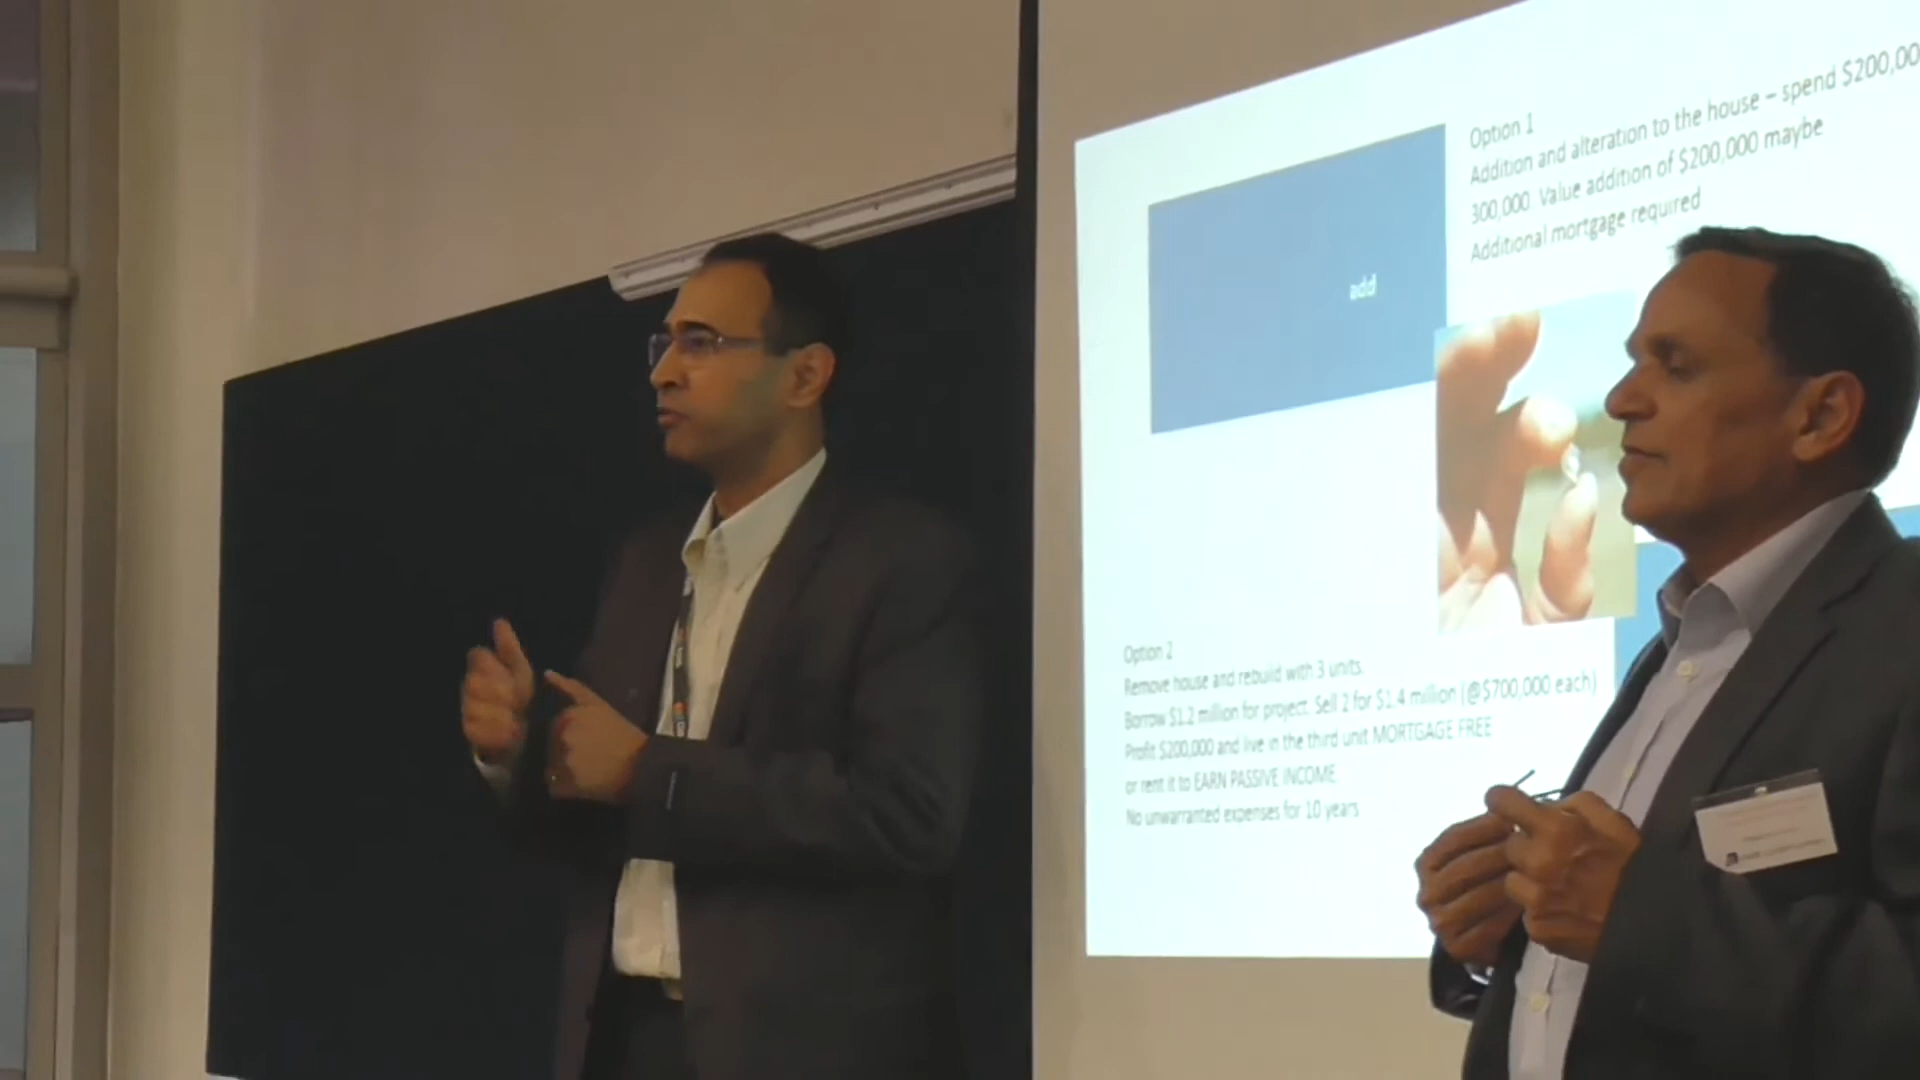 Option 1
Addition and alteration to the house – spend $200,00
300,000. Value addition of $200,000 maybe
Additional mortgage required
add
Option 2
Remove house and rebuild with 3 units.
Borrow $1.2 million for project. Sell 2 for $1.4 million (@$700,000 each)
Profit $200,000 and live in the third unit MORTGAGE FREE
or rent it to EARN PASSIVE INCOME.
No unwarranted expenses for 10 years